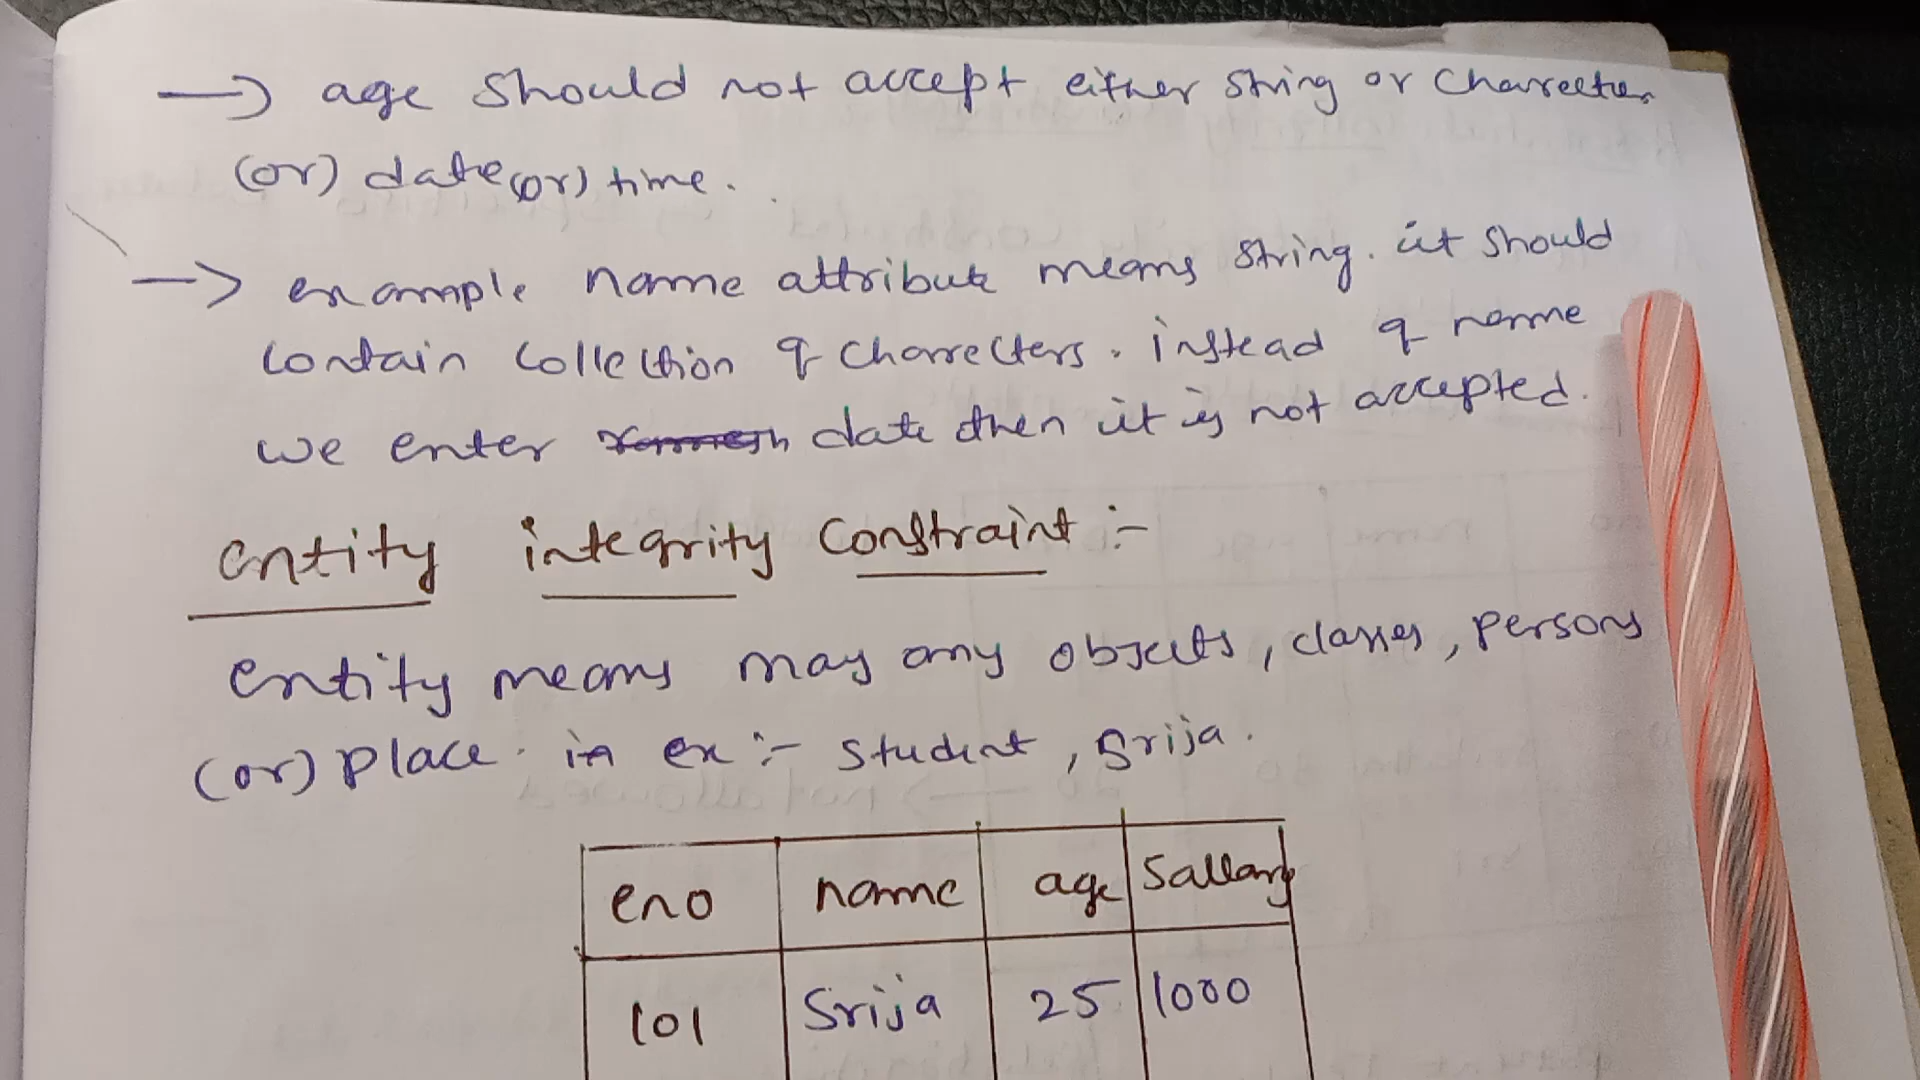 —> age should not accept either string or charecter
(or) date (or) time.
—> example name attribute means string. it should
contain collection of charrecters. instead of name
we enter date then it is not accepted.
entity integrity constraint :-
entity means may any objects, classes, persons
(or) place. in ex :- student, srija.
eno name age Sallary
101 Srija 25 1000